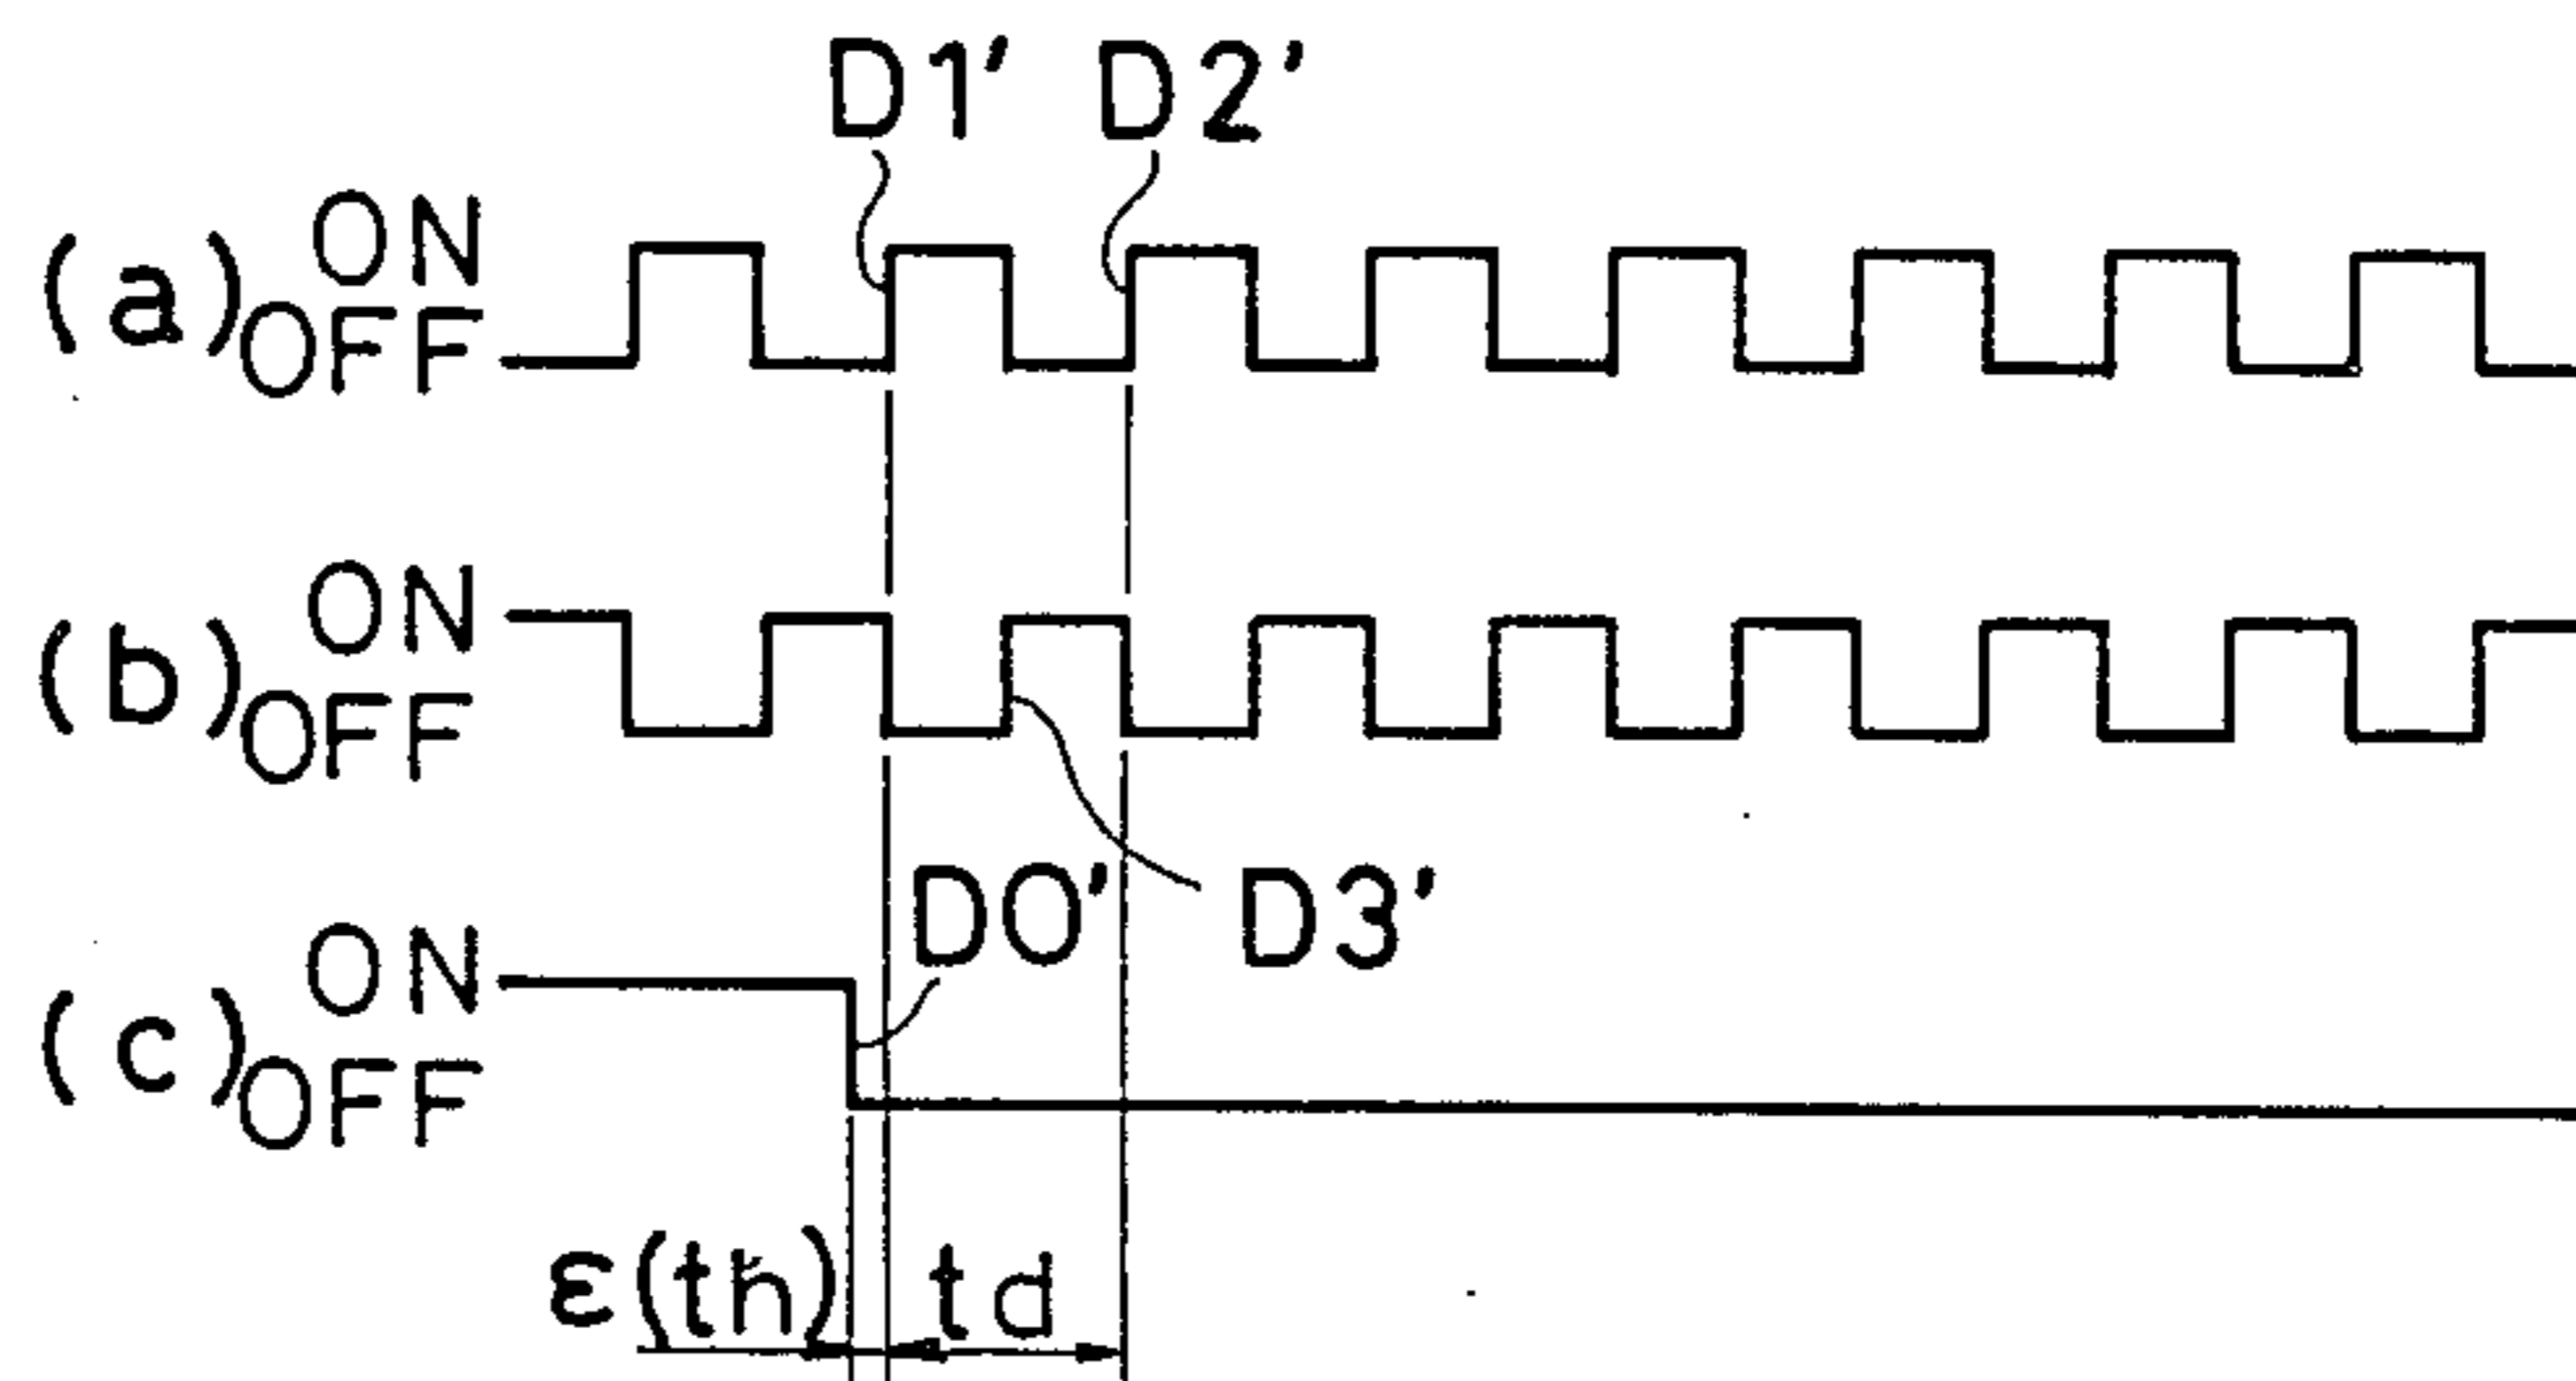 D1' D2'
(a) ON
OFF
(b) ON
OFF
D0' D3'
(c) ON
OFF
ε(th) td